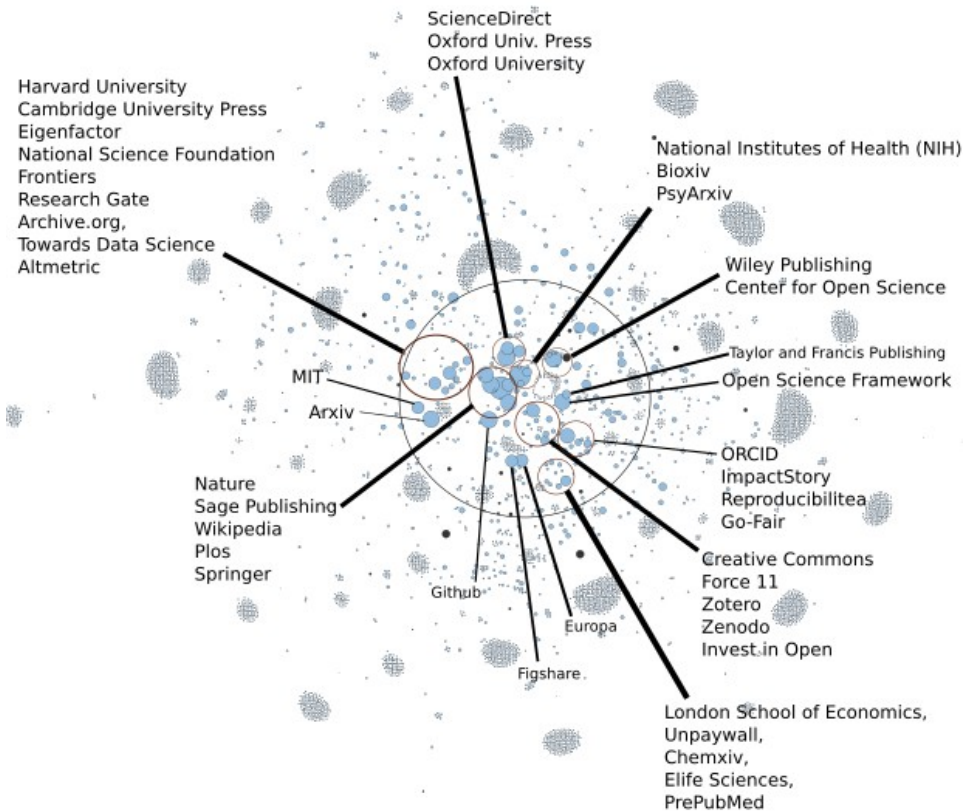 ScienceDirect
Oxford Univ. Press
Oxford University
Harvard University
Cambridge University Press
Eigenfactor
National Science Foundation
Frontiers
Research Gate
Archive.org,
Towards Data Science
Altmetric
National Institutes of Health (NIH)
Bioxiv
PsyArxiv
Wiley Publishing
Center for Open Science
Taylor and Francis Publishing
Open Science Framework
MIT
Arxiv
ORCID
ImpactStory
Reproducibilitea
Go-Fair
Nature
Sage Publishing
Wikipedia
Plos
Springer
Creative Commons
Force 11
Zotero
Zenodo
Invest in Open
Github
Europa
Figshare
London School of Economics,
Unpaywall,
Chemxiv,
Elife Sciences,
PrePubMed